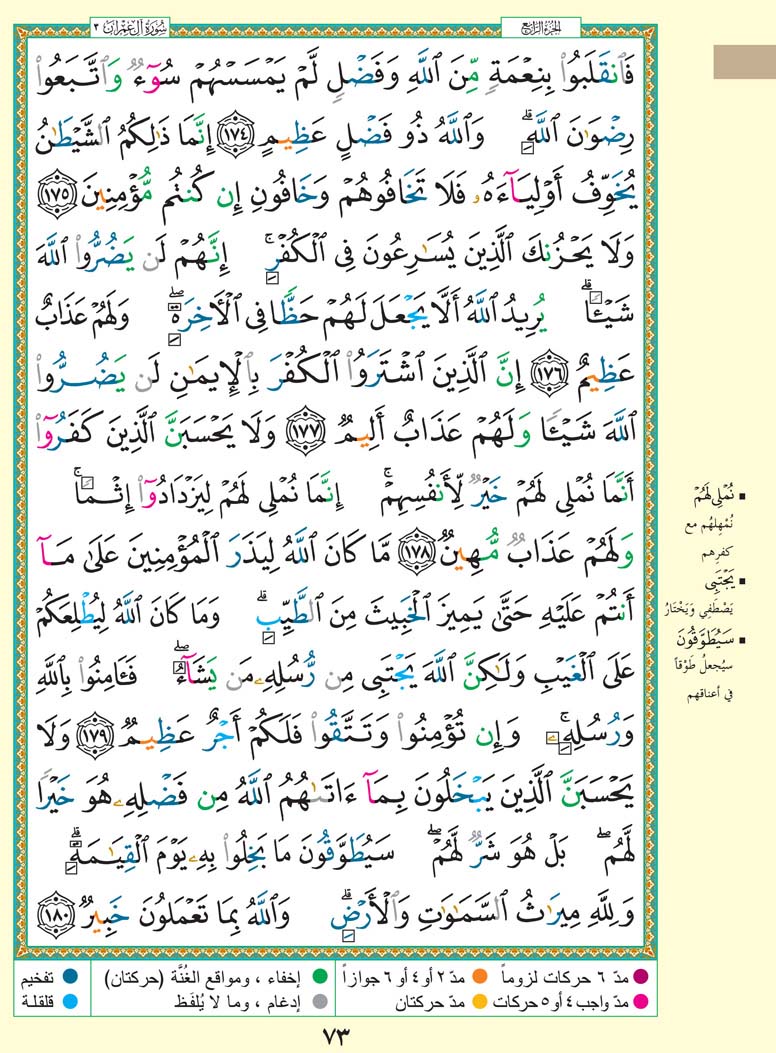 الجزء الرابع
سورة آل عمران ٣
فَٱنقَلَبُوا۟ بِنِعْمَةٍ مِّنَ ٱللَّهِ وَفَضْلٍ لَّمْ يَمْسَسْهُمْ سُوٓءٌ وَٱتَّبَعُوا۟
رِضْوَٰنَ ٱللَّهِ ۗ وَٱللَّهُ ذُو فَضْلٍ عَظِيمٍ ١٧٤ إِنَّمَا ذَٰلِكُمُ ٱلشَّيْطَٰنُ
يُخَوِّفُ أَوْلِيَآءَهُۥ فَلَا تَخَافُوهُمْ وَخَافُونِ إِن كُنتُم مُّؤْمِنِينَ ١٧٥
وَلَا يَحْزُنكَ ٱلَّذِينَ يُسَٰرِعُونَ فِى ٱلْكُفْرِ ۚ إِنَّهُمْ لَن يَضُرُّوا۟ ٱللَّهَ
شَيْـًٔا ۗ يُرِيدُ ٱللَّهُ أَلَّا يَجْعَلَ لَهُمْ حَظًّا فِى ٱلْـَٔاخِرَةِ ۖ وَلَهُمْ عَذَابٌ
عَظِيمٌ ١٧٦ إِنَّ ٱلَّذِينَ ٱشْتَرَوُا۟ ٱلْكُفْرَ بِٱلْإِيمَٰنِ لَن يَضُرُّوا۟
ٱللَّهَ شَيْـًٔا وَلَهُمْ عَذَابٌ أَلِيمٌ ١٧٧ وَلَا يَحْسَبَنَّ ٱلَّذِينَ كَفَرُوٓا۟
أَنَّمَا نُمْلِى لَهُمْ خَيْرٌ لِّأَنفُسِهِمْ ۚ إِنَّمَا نُمْلِى لَهُمْ لِيَزْدَادُوٓا۟ إِثْمًا ۚ
وَلَهُمْ عَذَابٌ مُّهِينٌ ١٧٨ مَّا كَانَ ٱللَّهُ لِيَذَرَ ٱلْمُؤْمِنِينَ عَلَىٰ مَآ
أَنتُمْ عَلَيْهِ حَتَّىٰ يَمِيزَ ٱلْخَبِيثَ مِنَ ٱلطَّيِّبِ ۗ وَمَا كَانَ ٱللَّهُ لِيُطْلِعَكُمْ
عَلَى ٱلْغَيْبِ وَلَٰكِنَّ ٱللَّهَ يَجْتَبِى مِن رُّسُلِهِۦ مَن يَشَآءُ ۖ فَـَٔامِنُوا۟ بِٱللَّهِ
وَرُسُلِهِۦ ۚ وَإِن تُؤْمِنُوا۟ وَتَتَّقُوا۟ فَلَكُمْ أَجْرٌ عَظِيمٌ ١٧٩ وَلَا
يَحْسَبَنَّ ٱلَّذِينَ يَبْخَلُونَ بِمَآ ءَاتَىٰهُمُ ٱللَّهُ مِن فَضْلِهِۦ هُوَ خَيْرًا
لَّهُم ۖ بَلْ هُوَ شَرٌّ لَّهُمْ ۖ سَيُطَوَّقُونَ مَا بَخِلُوا۟ بِهِۦ يَوْمَ ٱلْقِيَٰمَةِ ۗ
وَلِلَّهِ مِيرَٰثُ ٱلسَّمَٰوَٰتِ وَٱلْأَرْضِ ۗ وَٱللَّهُ بِمَا تَعْمَلُونَ خَبِيرٌ ١٨٠
▪ نُمْلِى لَهُمْ
نُمْهِلُهُم مع
كفرِهم
▪ يَجْتَبِى
يَصْطَفِي وَيَخْتَارُ
▪ سَيُطَوَّقُونَ
سيُجعلُ طَوْقاً
في أعناقهم
مدّ ٦ حركات لزوماً ● مدّ ٢ أو ٤ أو ٦ جوازاً ● إخفاء ، ومواقع الغُنَّة (حركتان) ● تفخيم
مدّ واجب ٤ أو ٥ حركات ● مدّ حركتان ● إدغام ، وما لا يُلفَظ ● قلقلة
٧٣